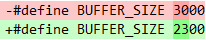 -#define BUFFER_SIZE 3000
+#define BUFFER_SIZE 2300